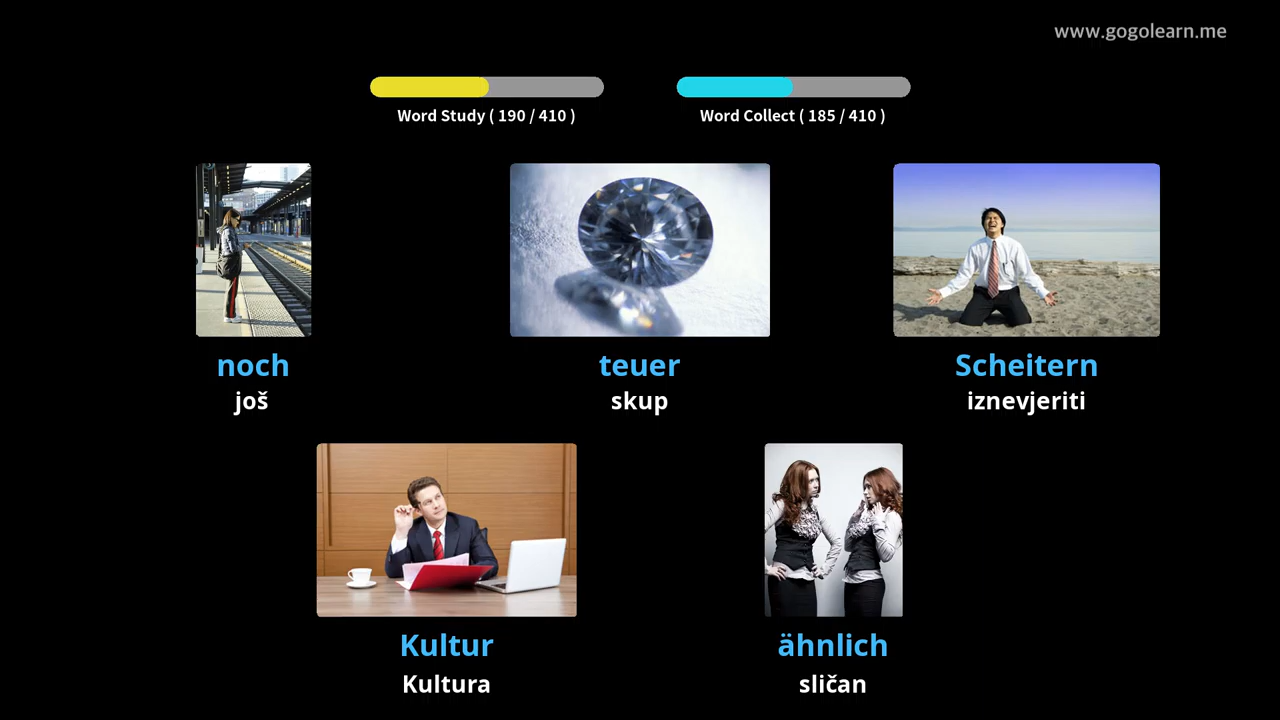 www.gogolearn.me
Word Study ( 190 / 410 )
Word Collect ( 185 / 410 )
noch
još
teuer
skup
Scheitern
iznevjeriti
Kultur
Kultura
ähnlich
sličan